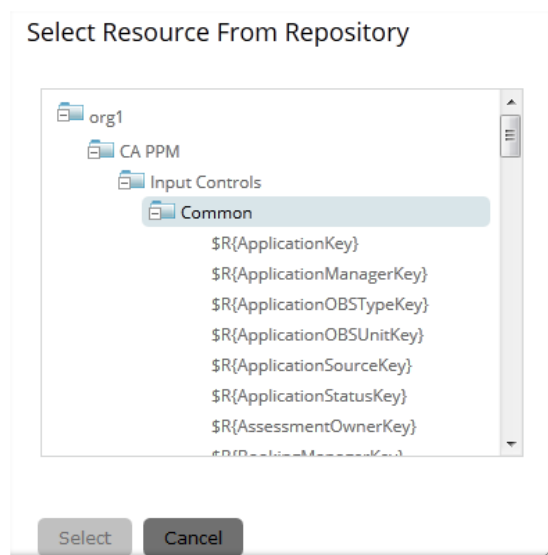 Select Resource From Repository
org1
CA PPM
Input Controls
Common
$R{ApplicationKey}
$R{ApplicationManagerKey}
$R{ApplicationOBSTypeKey}
$R{ApplicationOBSUnitKey}
$R{ApplicationSourceKey}
$R{ApplicationStatusKey}
$R{AssessmentOwnerKey}
$R{BookingManagerKey}
Select Cancel